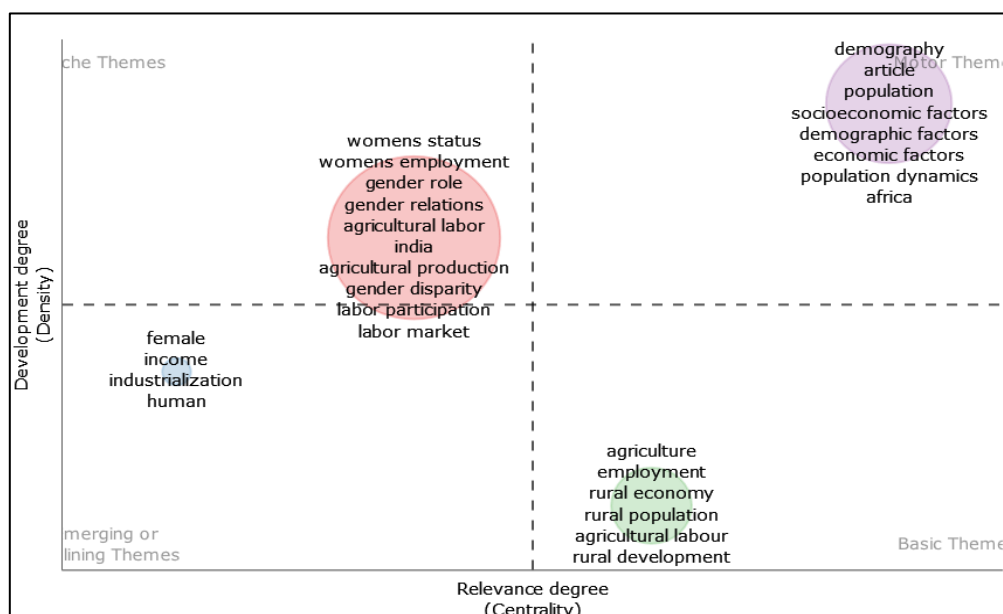 che Themes
Motor Theme
demography
article
population
socioeconomic factors
demographic factors
economic factors
population dynamics
africa
womens status
womens employment
gender role
gender relations
agricultural labor
india
agricultural production
gender disparity
labor participation
labor market
Development degree
(Density)
female
income
industrialization
human
agriculture
employment
rural economy
rural population
agricultural labour
rural development
merging or
lining Themes
Basic Theme
Relevance degree
(Centrality)